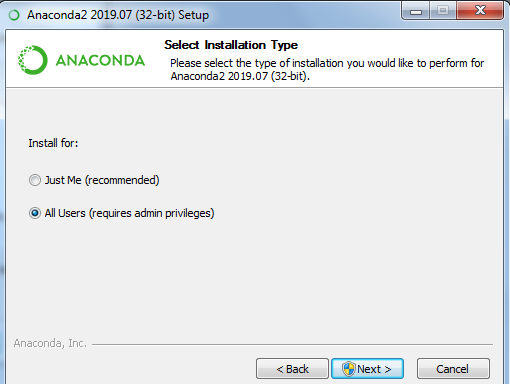 Anaconda2 2019.07 (32-bit) Setup
ANACONDA
Select Installation Type
Please select the type of installation you would like to perform for
Anaconda2 2019.07 (32-bit).
Install for:
Just Me (recommended)
All Users (requires admin privileges)
Anaconda, Inc.
< Back
Next >
Cancel